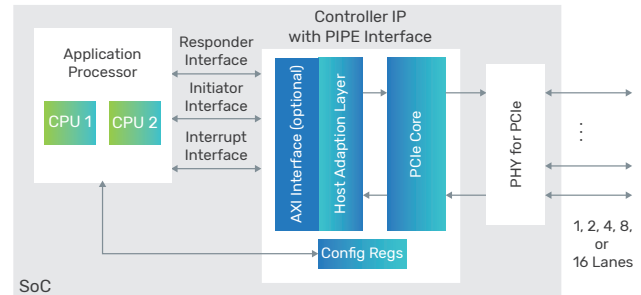 Controller IP
with PIPE Interface
Application
Processor
CPU 1
CPU 2
Responder
Interface
Initiator
Interface
Interrupt
Interface
AXI Interface (optional)
Host Adaption Layer
PCIe Core
Config Regs
PHY for PCIe
1, 2, 4, 8,
or
16 Lanes
SoC